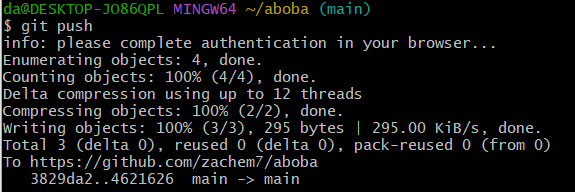 da@DESKTOP-JO86QPL MINGW64 ~/aboba (main)
$ git push
info: please complete authentication in your browser...
Enumerating objects: 4, done.
Counting objects: 100% (4/4), done.
Delta compression using up to 12 threads
Compressing objects: 100% (2/2), done.
Writing objects: 100% (3/3), 295 bytes | 295.00 KiB/s, done.
Total 3 (delta 0), reused 0 (delta 0), pack-reused 0 (from 0)
To https://github.com/zachem7/aboba
   3829da2..4621626  main -> main